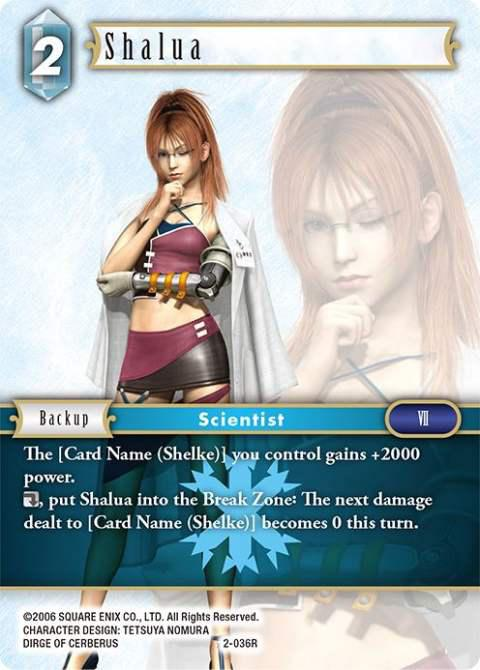 2
Shalua
Backup
Scientist
VII
The [Card Name (Shelke)] you control gains +2000
power.
, put Shalua into the Break Zone: The next damage
dealt to [Card Name (Shelke)] becomes 0 this turn.
©2006 SQUARE ENIX CO., LTD. All Rights Reserved.
CHARACTER DESIGN: TETSUYA NOMURA
DIRGE OF CERBERUS
2-036R